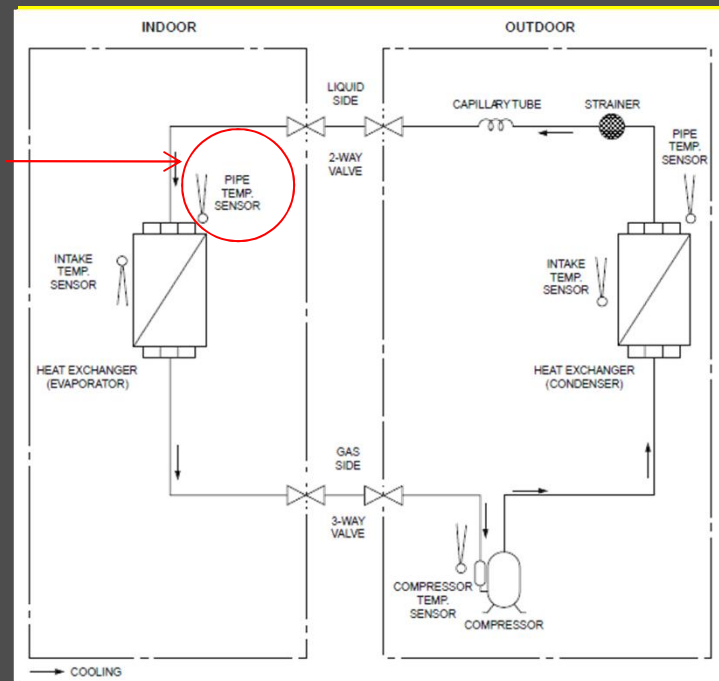 INDOOR
OUTDOOR
LIQUID
SIDE
CAPILLARY TUBE
STRAINER
2-WAY
VALVE
PIPE
TEMP.
SENSOR
PIPE
TEMP.
SENSOR
INTAKE
TEMP.
SENSOR
INTAKE
TEMP.
SENSOR
HEAT EXCHANGER
(EVAPORATOR)
HEAT EXCHANGER
(CONDENSER)
GAS
SIDE
3-WAY
VALVE
COMPRESSOR
TEMP.
SENSOR
COMPRESSOR
COOLING